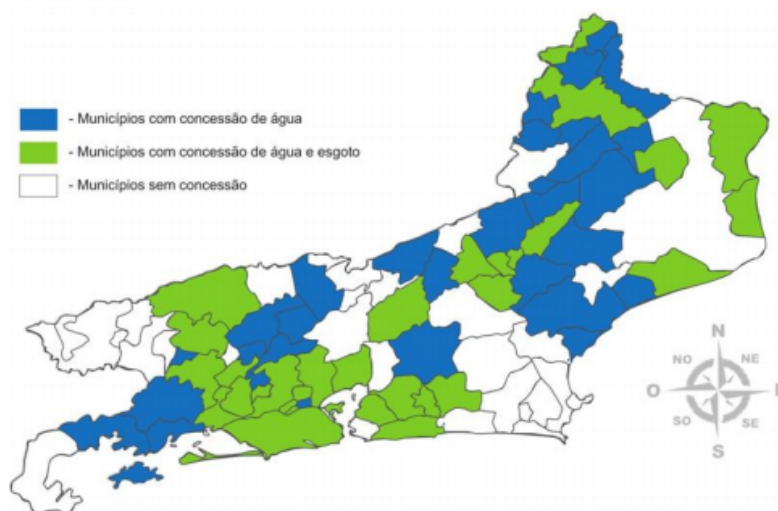 - Municípios com concessão de água
- Municípios com concessão de água e esgoto
- Municípios sem concessão
N
NO NE
O
SO SE
S